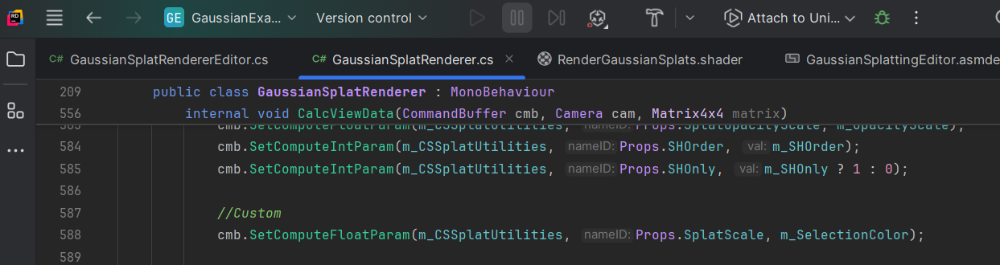 RD
GE GaussianExa... Version control Attach to Uni...
C# GaussianSplatRendererEditor.cs C# GaussianSplatRenderer.cs × RenderGaussianSplats.shader GaussianSplattingEditor.asmde
209 public class GaussianSplatRenderer : MonoBehaviour
556 internal void CalcViewData(CommandBuffer cmb, Camera cam, Matrix4x4 matrix)
cmb.SetComputeFloatParam(m_CSSplatUtilities, nameID: Props.SplatOpacityScale, m_OpacityScale);
584 cmb.SetComputeIntParam(m_CSSplatUtilities, nameID: Props.SHOrder, val: m_SHOrder);
585 cmb.SetComputeIntParam(m_CSSplatUtilities, nameID: Props.SHOnly, val: m_SHOnly ? 1 : 0);
586
587 //Custom
588 cmb.SetComputeFloatParam(m_CSSplatUtilities, nameID: Props.SplatScale, m_SelectionColor);
589